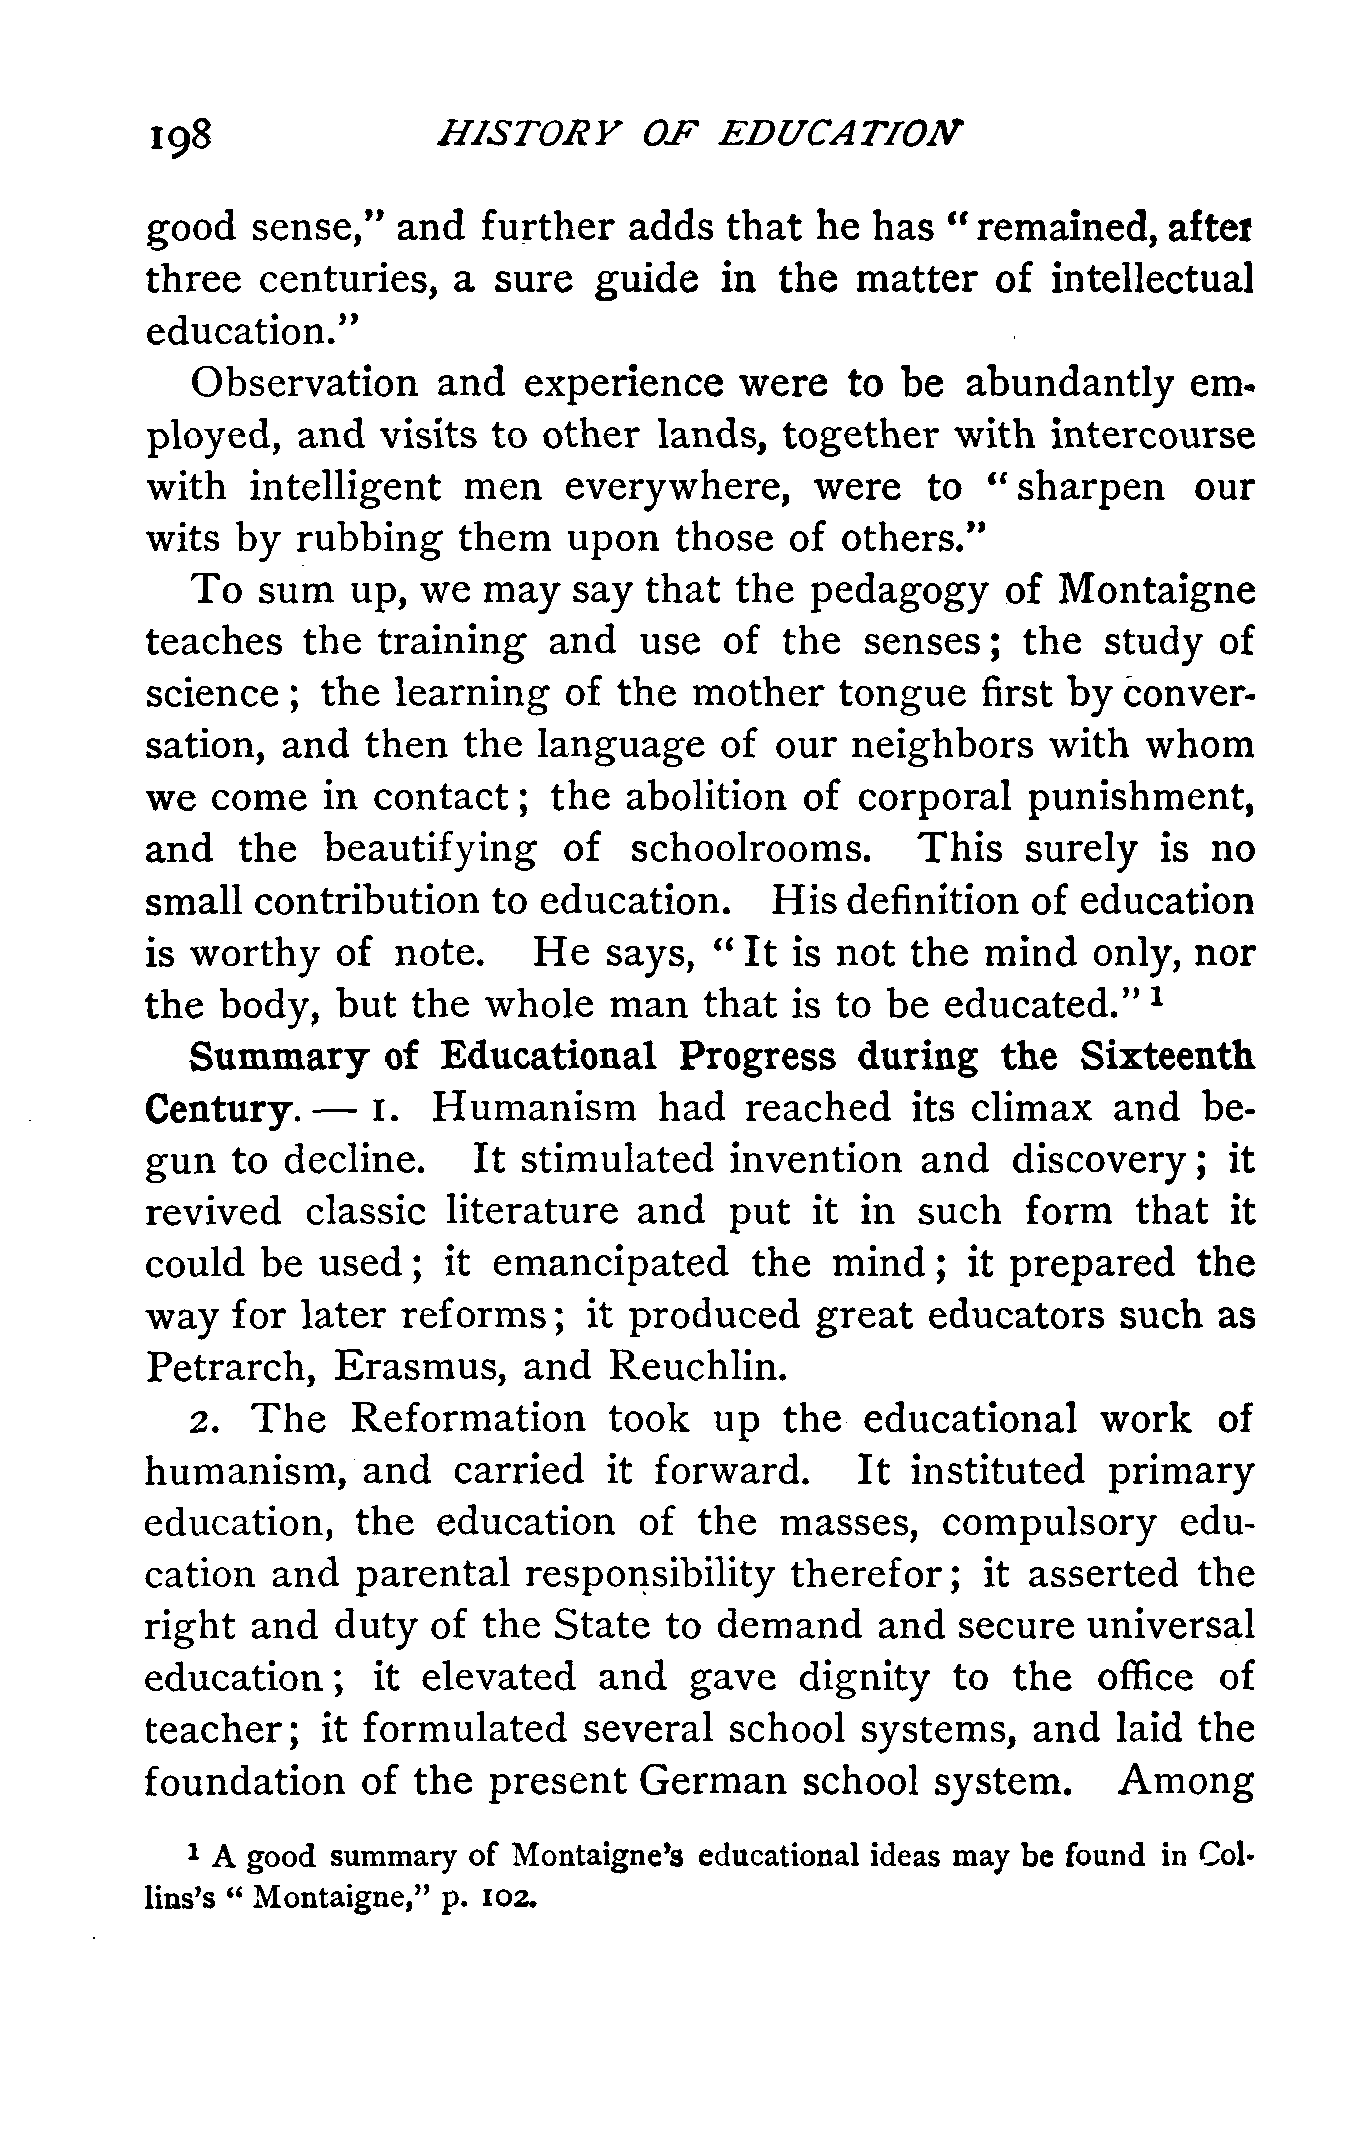 198 HISTORY OF EDUCATION
good sense,” and further adds that he has “remained, after
three centuries, a sure guide in the matter of intellectual
education.”
Observation and experience were to be abundantly em-
ployed, and visits to other lands, together with intercourse
with intelligent men everywhere, were to “sharpen our
wits by rubbing them upon those of others.”
To sum up, we may say that the pedagogy of Montaigne
teaches the training and use of the senses; the study of
science; the learning of the mother tongue first by conver-
sation, and then the language of our neighbors with whom
we come in contact; the abolition of corporal punishment,
and the beautifying of schoolrooms. This surely is no
small contribution to education. His definition of education
is worthy of note. He says, “It is not the mind only, nor
the body, but the whole man that is to be educated.” 1
Summary of Educational Progress during the Sixteenth
Century. — 1. Humanism had reached its climax and be-
gun to decline. It stimulated invention and discovery; it
revived classic literature and put it in such form that it
could be used; it emancipated the mind; it prepared the
way for later reforms; it produced great educators such as
Petrarch, Erasmus, and Reuchlin.
2. The Reformation took up the educational work of
humanism, and carried it forward. It instituted primary
education, the education of the masses, compulsory edu-
cation and parental responsibility therefor; it asserted the
right and duty of the State to demand and secure universal
education; it elevated and gave dignity to the office of
teacher; it formulated several school systems, and laid the
foundation of the present German school system. Among
1 A good summary of Montaigne’s educational ideas may be found in Col-
lins’s “Montaigne,” p. 102.